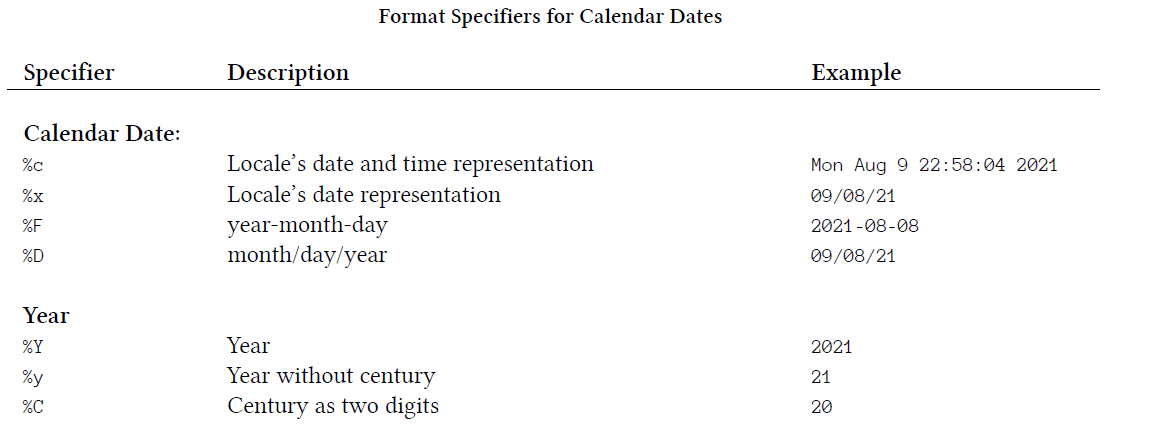 Format Specifiers for Calendar Dates
Specifier Description Example
Calendar Date:
%c Locale’s date and time representation Mon Aug 9 22:58:04 2021
%x Locale’s date representation 09/08/21
%F year-month-day 2021-08-08
%D month/day/year 09/08/21
Year
%Y Year 2021
%y Year without century 21
%C Century as two digits 20